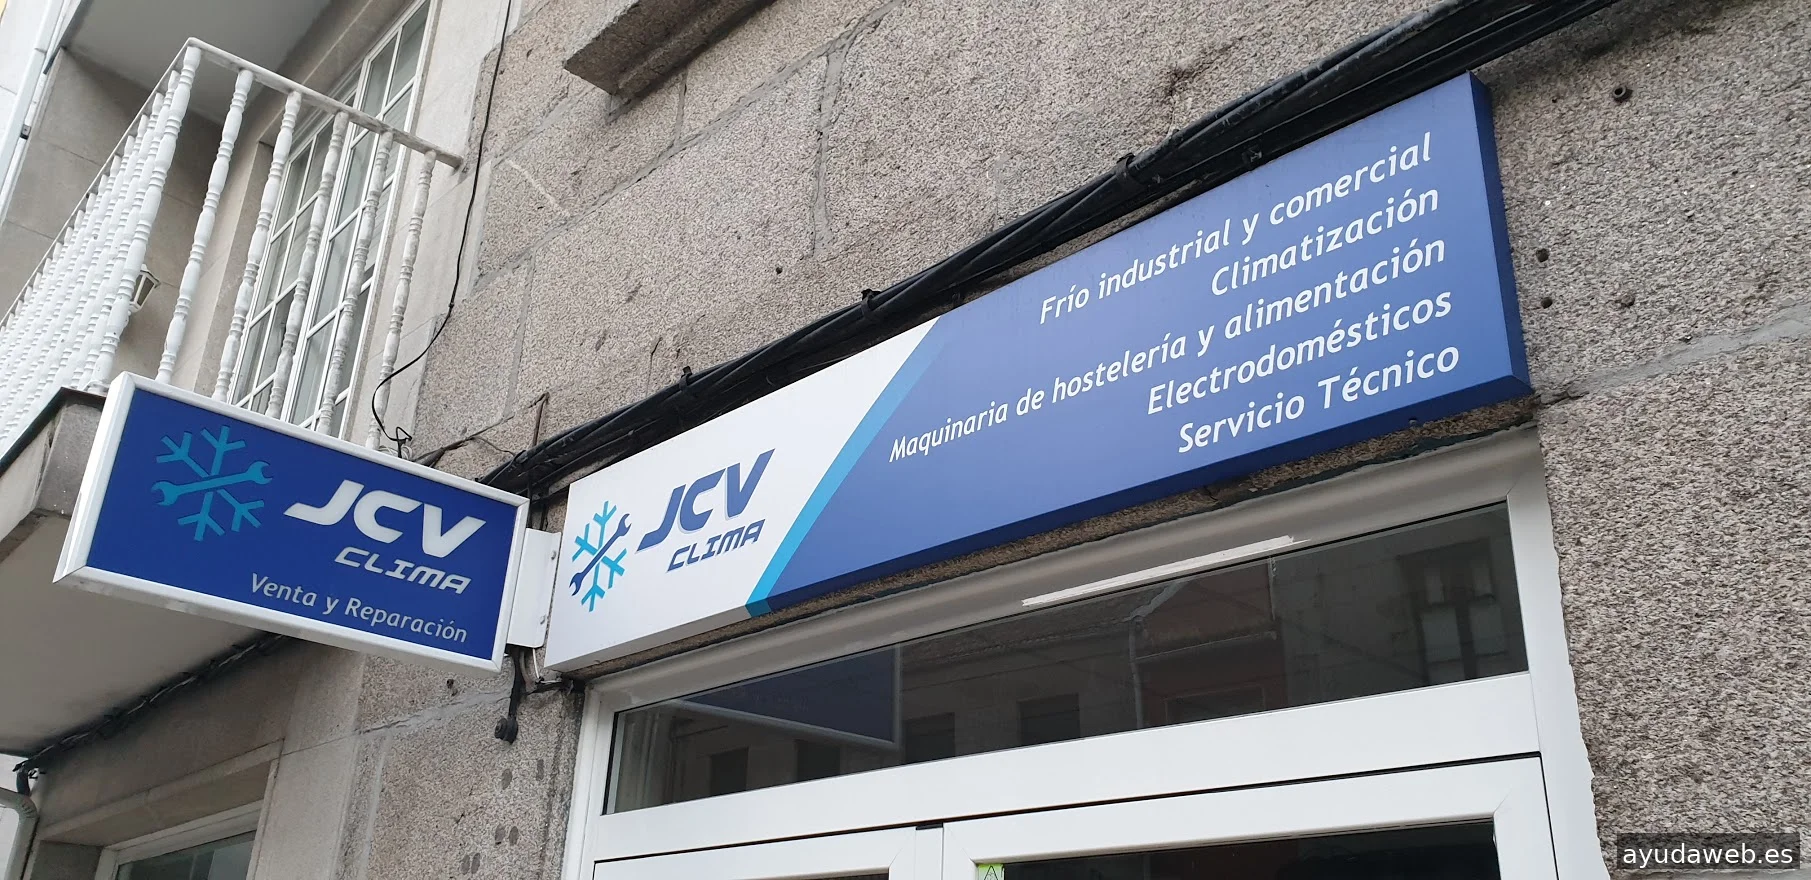 JCV
CLIMA
Venta y Reparación
JCV
CLIMA
Frío industrial y comercial
Climatización
Maquinaria de hostelería y alimentación
Electrodomésticos
Servicio Técnico
A
ayudaweb.es